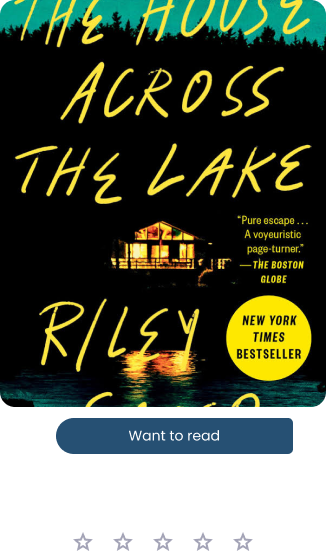 THE HOUSE
ACROSS
THE LAKE
"Pure escape . . .
A voyeuristic
page-turner."
—THE BOSTON
GLOBE
RILEY
NEW YORK
TIMES
BESTSELLER
Want to read